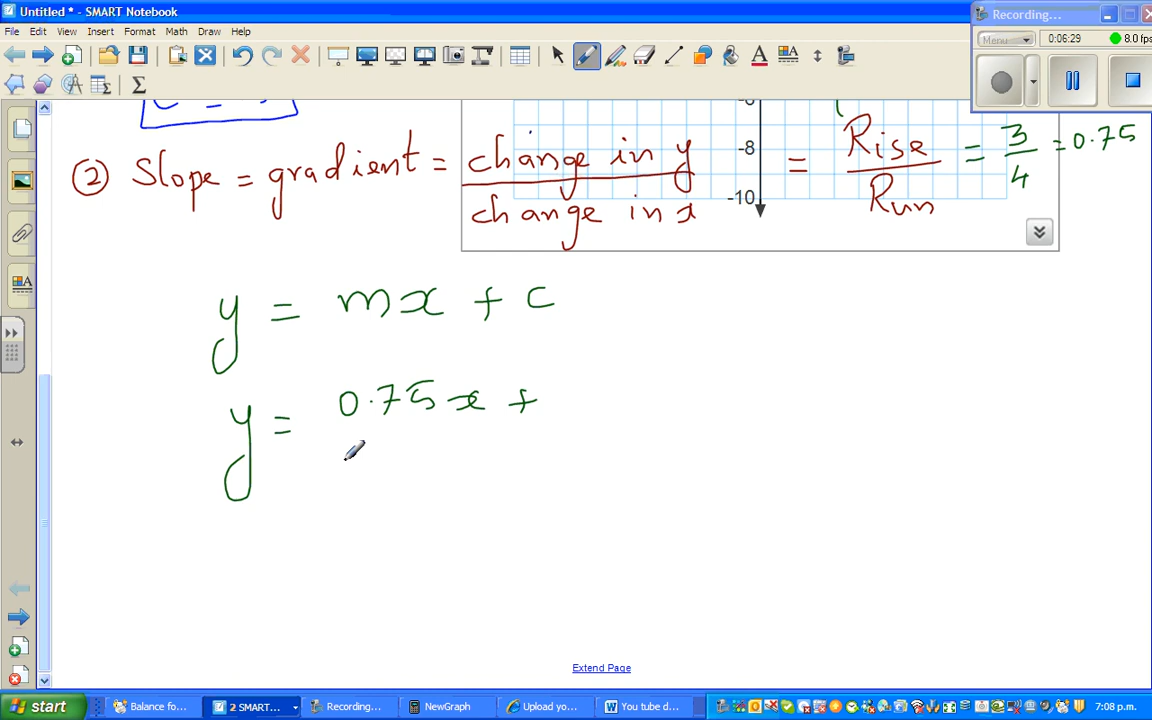 Untitled * - SMART Notebook
Recording...
File Edit View Insert Format Math Draw Help
Menu 0:06:29 8.0 fps
-8
-10
② Slope = gradient = change in y / change in x = Rise / Run = 3 / 4 = 0.75
y = mx + c
y = 0.75x +
Extend Page
start Balance fo... 2 SMART... Recording... NewGraph Upload yo... You tube d... 7:08 p.m.